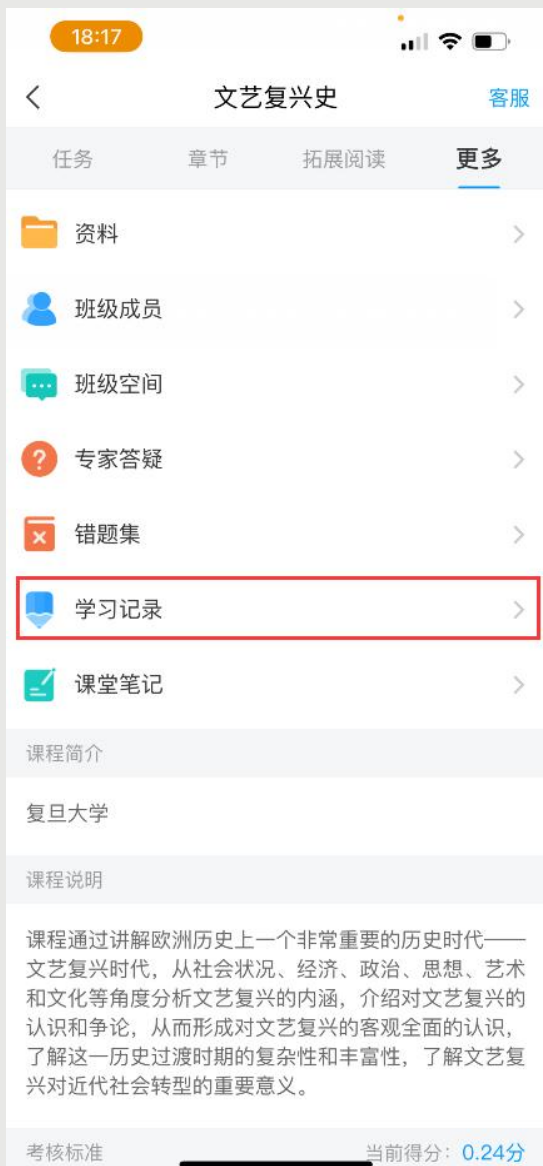 18:17
文艺复兴史 客服
任务 章节 拓展阅读 更多
资料
班级成员
班级空间
专家答疑
错题集
学习记录
课堂笔记
课程简介
复旦大学
课程说明
课程通过讲解欧洲历史上一个非常重要的历史时代——
文艺复兴时代，从社会状况、经济、政治、思想、艺术
和文化等角度分析文艺复兴的内涵，介绍对文艺复兴的
认识和争论，从而形成对文艺复兴的客观全面的认识，
了解这一历史过渡时期的复杂性和丰富性，了解文艺复
兴对近代社会转型的重要意义。
考核标准 当前得分：0.24分